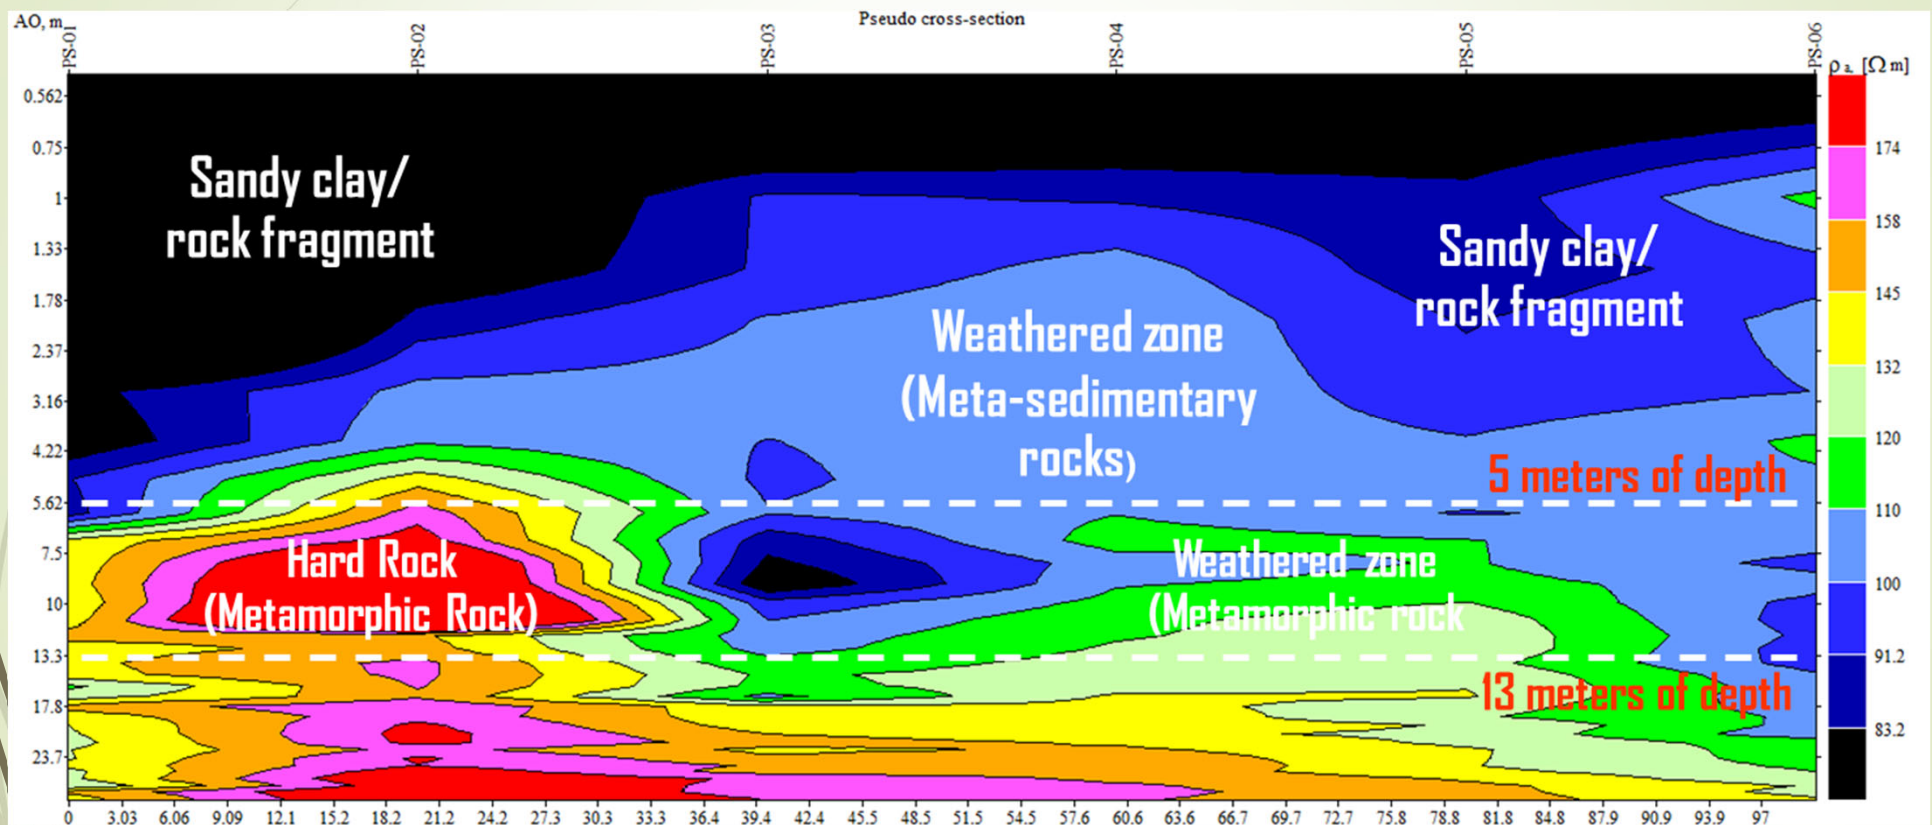 AO, m
Pseudo cross-section
PS-01
PS-02
PS-03
PS-04
PS-05
PS-06
ρ a, [Ω m]
0.562
0.75
1
1.33
1.78
2.37
3.16
4.22
5.62
7.5
10
13.3
17.8
23.7
Sandy clay/
rock fragment
Sandy clay/
rock fragment
Weathered zone
(Meta-sedimentary
rocks)
5 meters of depth
Hard Rock
(Metamorphic Rock)
Weathered zone
(Metamorphic rock
13 meters of depth
174
158
145
132
120
110
100
91.2
83.2
0 3.03 6.06 9.09 12.1 15.2 18.2 21.2 24.2 27.3 30.3 33.3 36.4 39.4 42.4 45.5 48.5 51.5 54.5 57.6 60.6 63.6 66.7 69.7 72.7 75.8 78.8 81.8 84.8 87.9 90.9 93.9 97